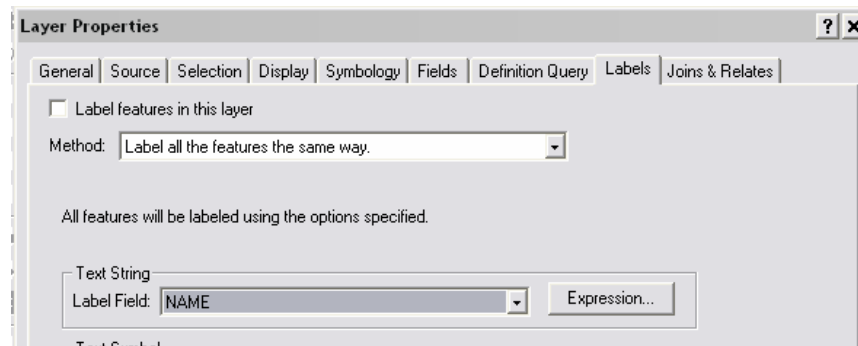 Layer Properties
General Source Selection Display Symbology Fields Definition Query Labels Joins & Relates
Label features in this layer
Method: Label all the features the same way.
All features will be labeled using the options specified.
Text String
Label Field: NAME Expression...
Text Symbol